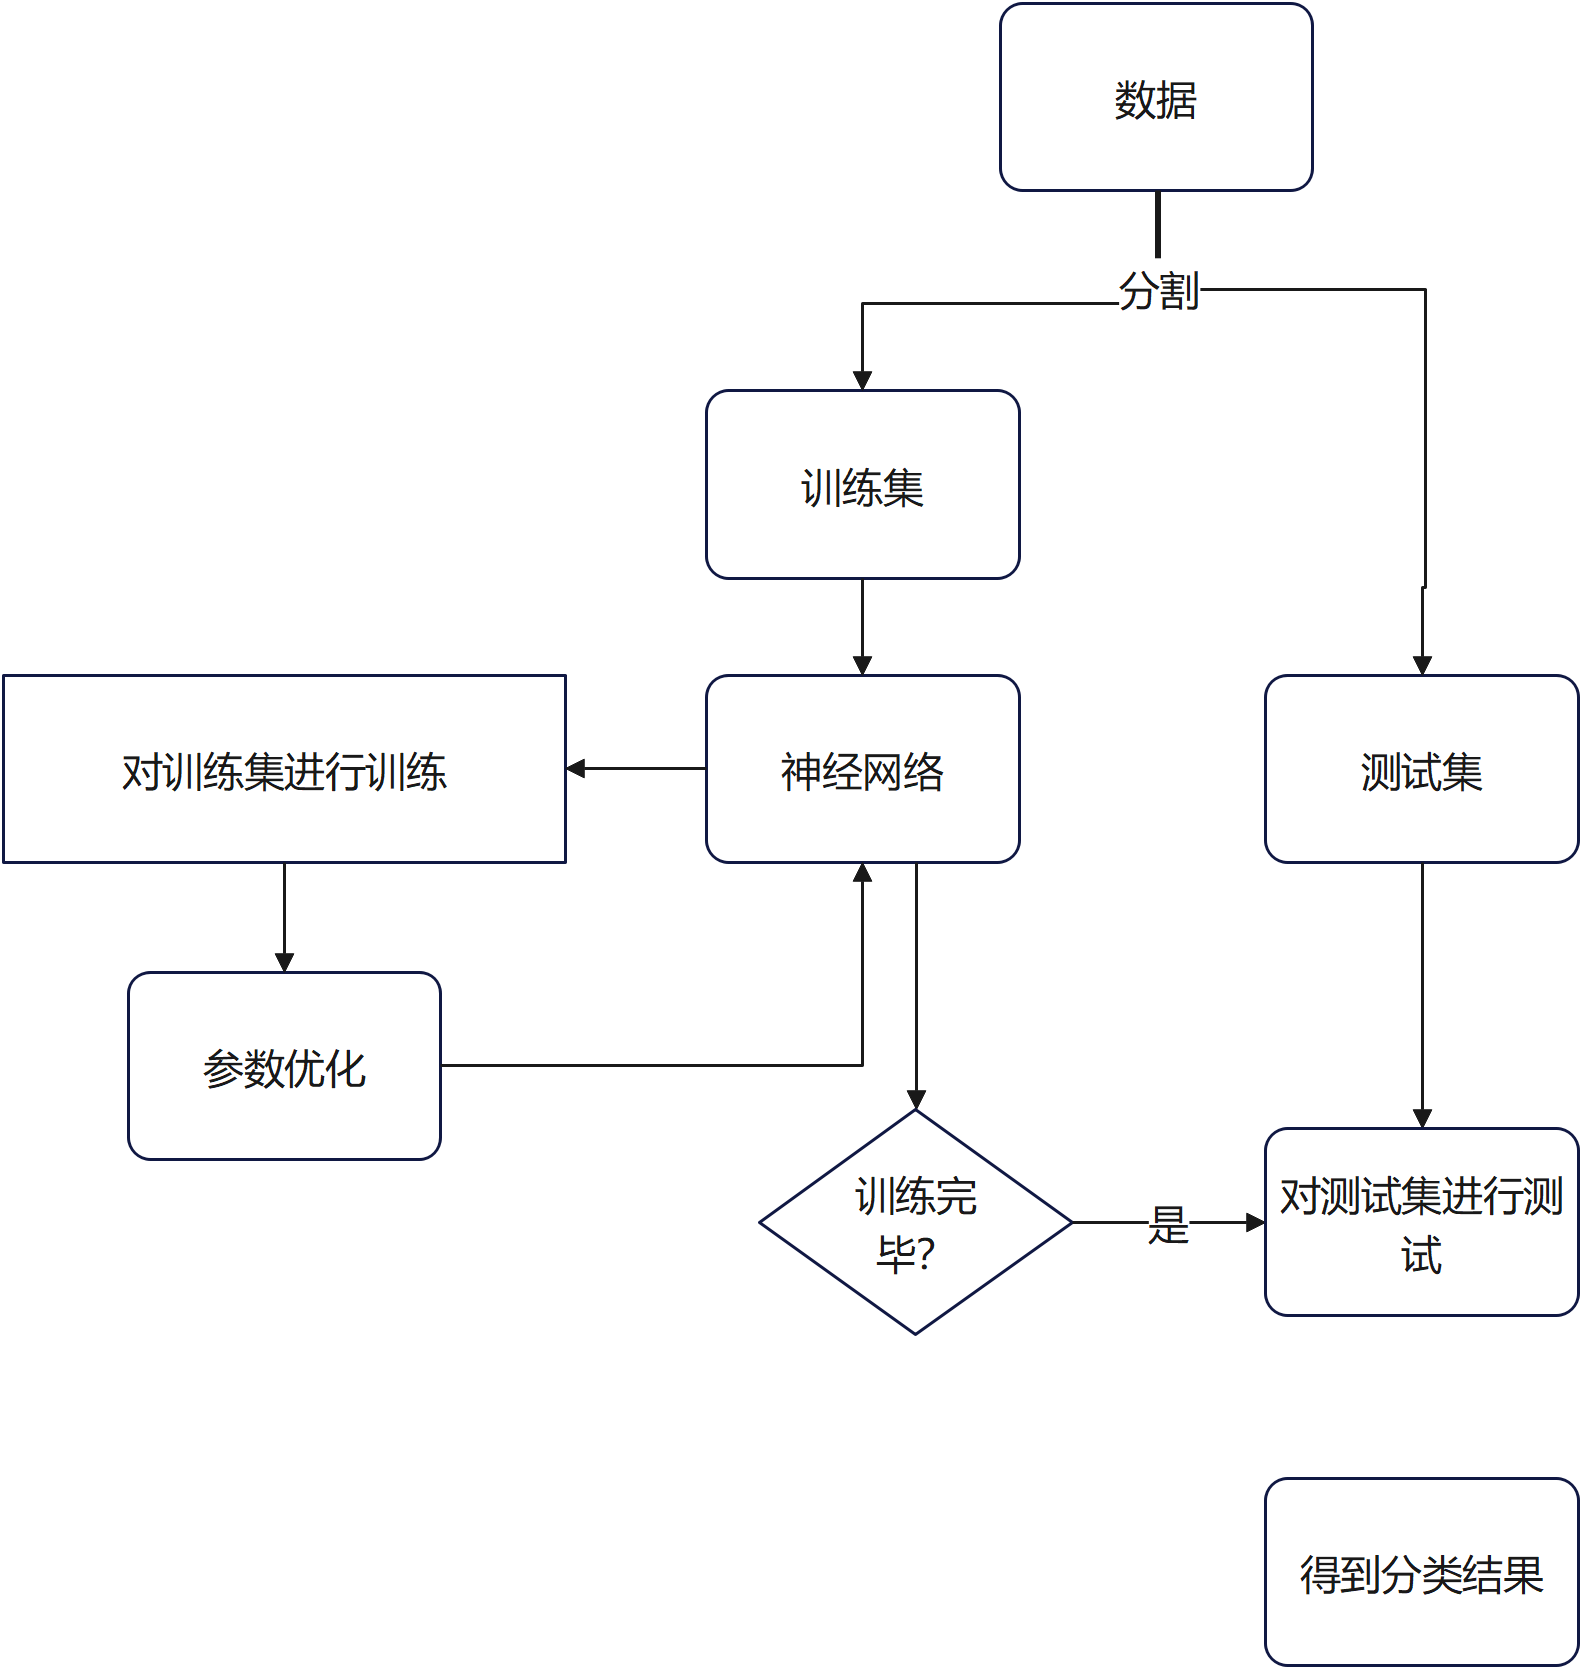 数据
分割
训练集
对训练集进行训练
神经网络
测试集
参数优化
训练完
毕?
是
对测试集进行测
试
得到分类结果